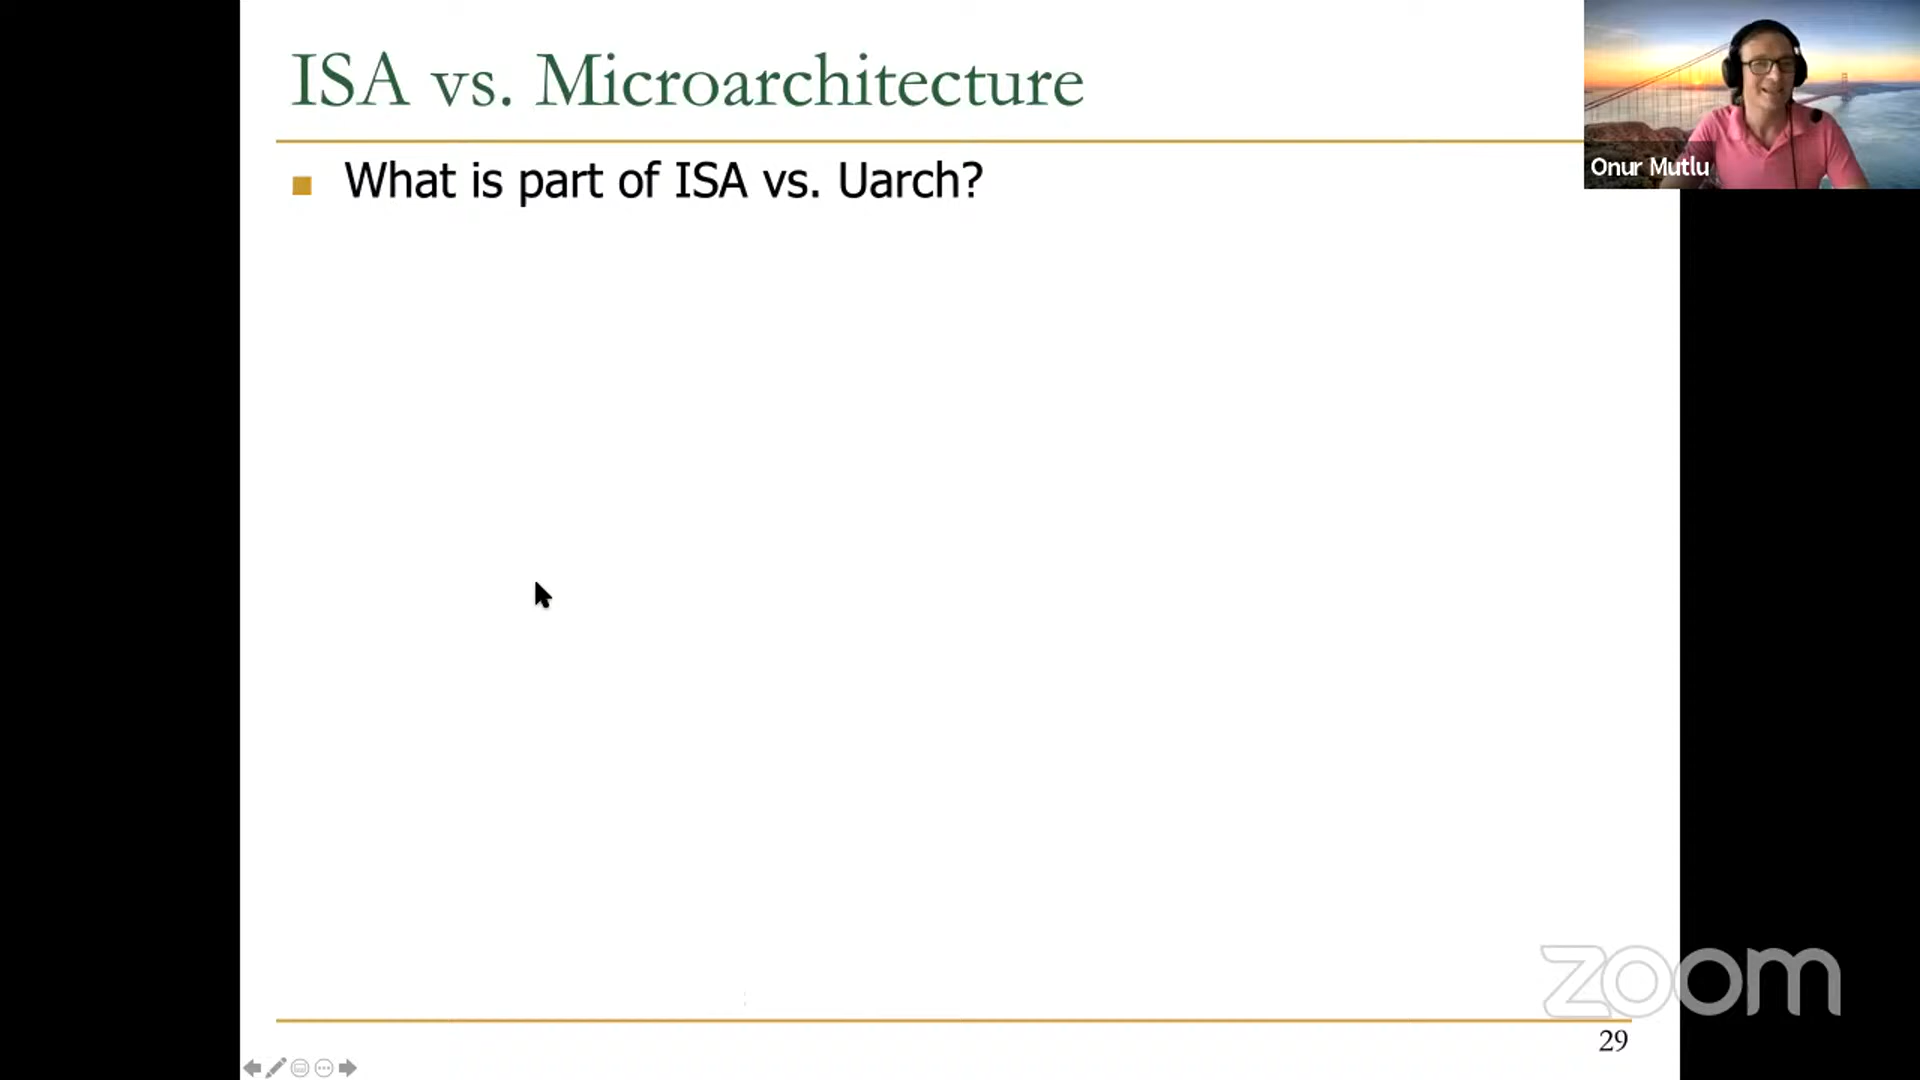 ISA vs. Microarchitecture
What is part of ISA vs. Uarch?
Onur Mutlu
zoom
29